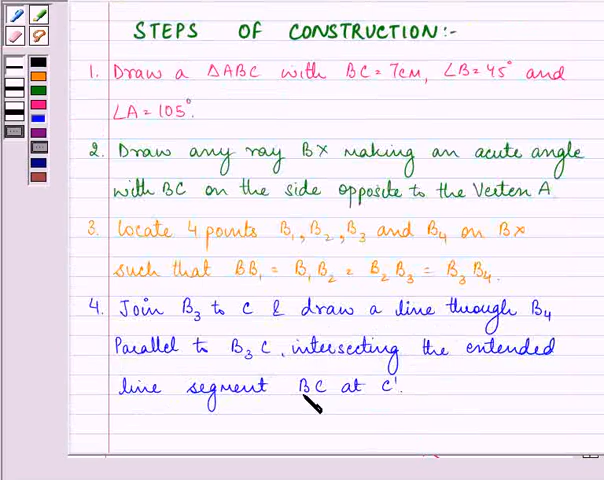 STEPS OF CONSTRUCTION:-
1. Draw a ΔABC with BC = 7cm, ∠B = 45° and
∠A = 105°.
2. Draw any ray BX making an acute angle
with BC on the side opposite to the Vertex A
3. Locate 4 points B₁, B₂, B₃ and B₄ on BX
such that BB₁ = B₁B₂ = B₂B₃ = B₃B₄.
4. Join B₃ to C & draw a line through B₄
Parallel to B₃C, intersecting the extended
line segment BC at C'.